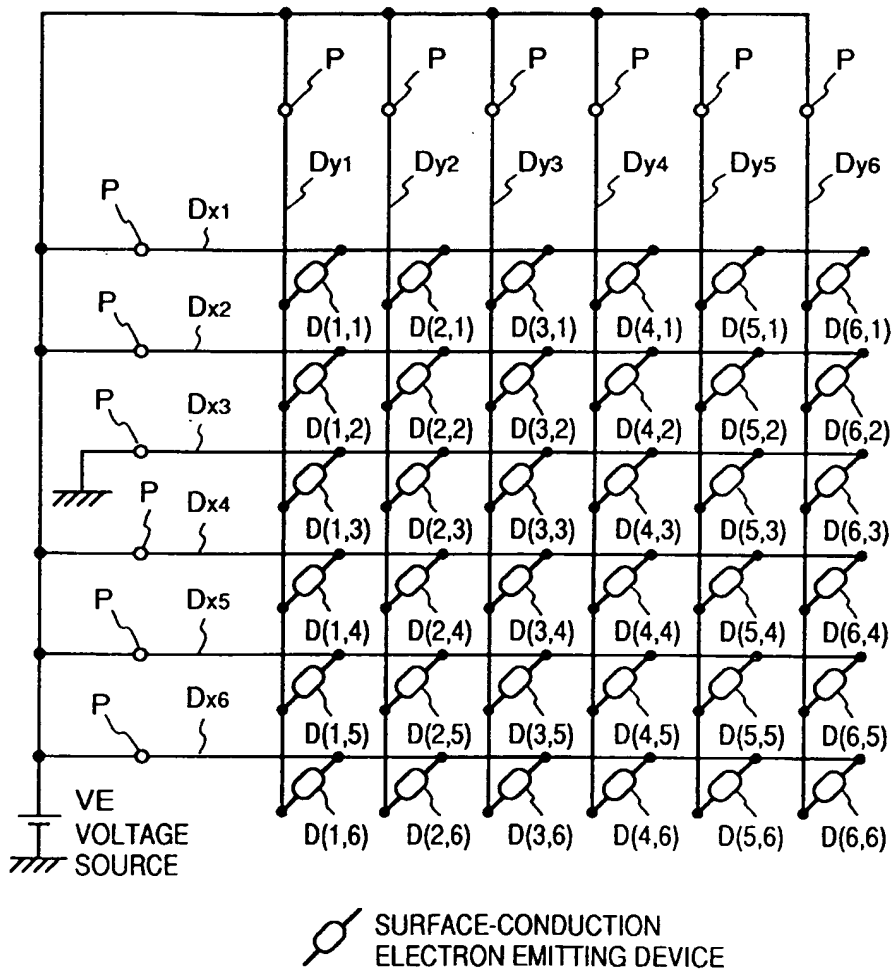 P P P P P P
Dy1 Dy2 Dy3 Dy4 Dy5 Dy6
P Dx1
D(1,1) D(2,1) D(3,1) D(4,1) D(5,1) D(6,1)
P Dx2
D(1,2) D(2,2) D(3,2) D(4,2) D(5,2) D(6,2)
P Dx3
D(1,3) D(2,3) D(3,3) D(4,3) D(5,3) D(6,3)
P Dx4
D(1,4) D(2,4) D(3,4) D(4,4) D(5,4) D(6,4)
P Dx5
D(1,5) D(2,5) D(3,5) D(4,5) D(5,5) D(6,5)
P Dx6
D(1,6) D(2,6) D(3,6) D(4,6) D(5,6) D(6,6)
VE
VOLTAGE
SOURCE
SURFACE-CONDUCTION
ELECTRON EMITTING DEVICE